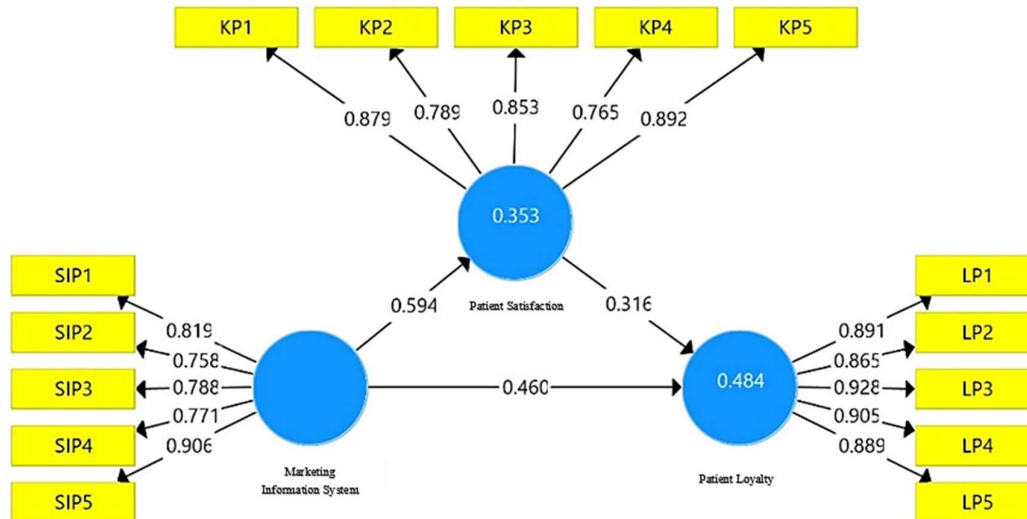 KP1
KP2
KP3
KP4
KP5
0.879
0.789
0.853
0.765
0.892
0.353
Patient Satisfaction
SIP1
SIP2
SIP3
SIP4
SIP5
0.819
0.758
0.788
0.771
0.906
Marketing
Information System
0.594
0.316
0.460
0.484
Patient Loyalty
0.891
0.865
0.928
0.905
0.889
LP1
LP2
LP3
LP4
LP5